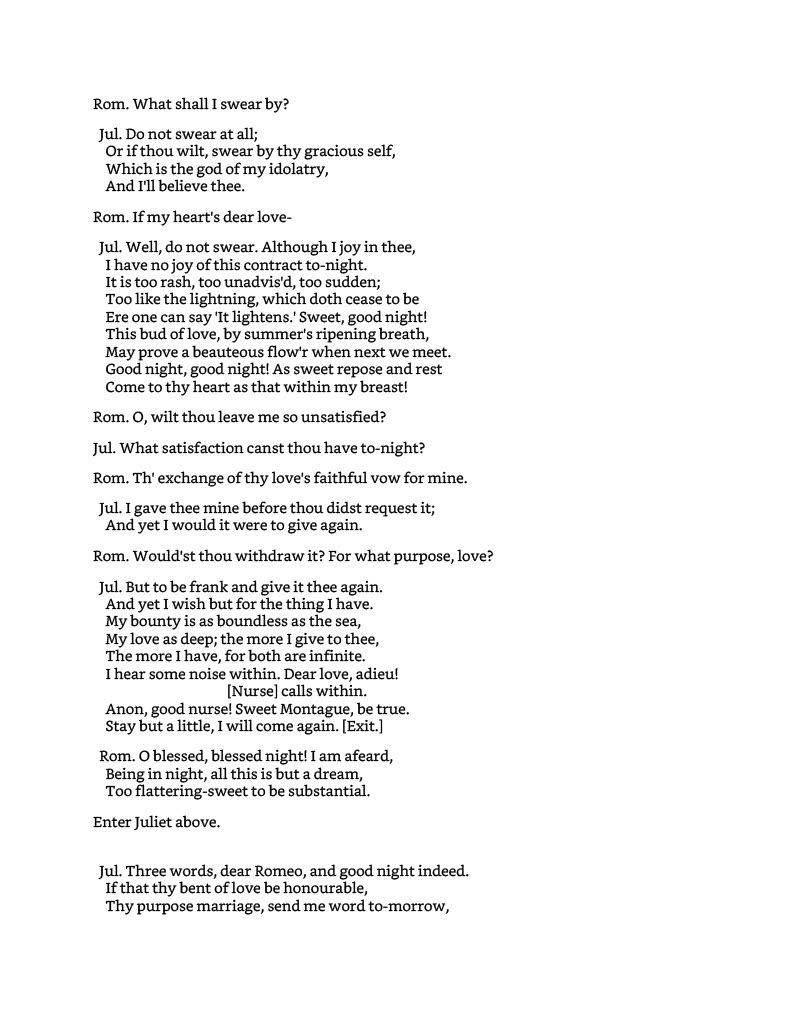 Rom. What shall I swear by?
Jul. Do not swear at all;
Or if thou wilt, swear by thy gracious self,
Which is the god of my idolatry,
And I'll believe thee.
Rom. If my heart's dear love-
Jul. Well, do not swear. Although I joy in thee,
I have no joy of this contract to-night.
It is too rash, too unadvis'd, too sudden;
Too like the lightning, which doth cease to be
Ere one can say 'It lightens.' Sweet, good night!
This bud of love, by summer's ripening breath,
May prove a beauteous flow'r when next we meet.
Good night, good night! As sweet repose and rest
Come to thy heart as that within my breast!
Rom. O, wilt thou leave me so unsatisfied?
Jul. What satisfaction canst thou have to-night?
Rom. Th' exchange of thy love's faithful vow for mine.
Jul. I gave thee mine before thou didst request it;
And yet I would it were to give again.
Rom. Would'st thou withdraw it? For what purpose, love?
Jul. But to be frank and give it thee again.
And yet I wish but for the thing I have.
My bounty is as boundless as the sea,
My love as deep; the more I give to thee,
The more I have, for both are infinite.
I hear some noise within. Dear love, adieu!
[Nurse] calls within.
Anon, good nurse! Sweet Montague, be true.
Stay but a little, I will come again. [Exit.]
Rom. O blessed, blessed night! I am afeard,
Being in night, all this is but a dream,
Too flattering-sweet to be substantial.
Enter Juliet above.
Jul. Three words, dear Romeo, and good night indeed.
If that thy bent of love be honourable,
Thy purpose marriage, send me word to-morrow,